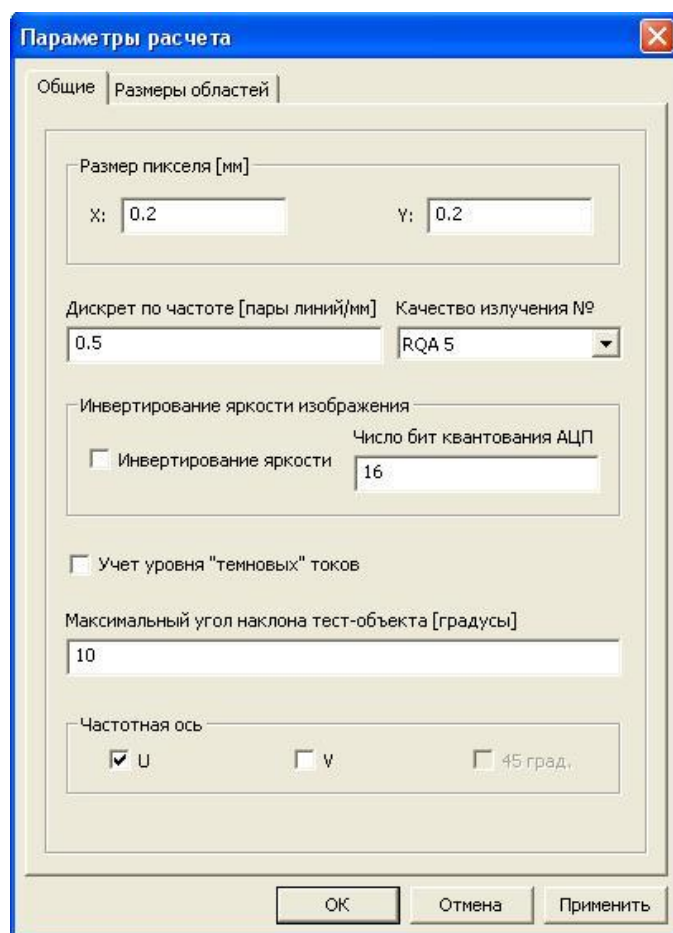 Параметры расчета
Общие Размеры областей
Размер пикселя [мм]
X: 0.2 Y: 0.2
Дискрет по частоте [пары линий/мм] Качество излучения №
0.5 RQA 5
Инвертирование яркости изображения
Число бит квантования АЦП
Инвертирование яркости
16
Учет уровня "темновых" токов
Максимальный угол наклона тест-объекта [градусы]
10
Частотная ось
U V 45 град.
ОК Отмена Применить